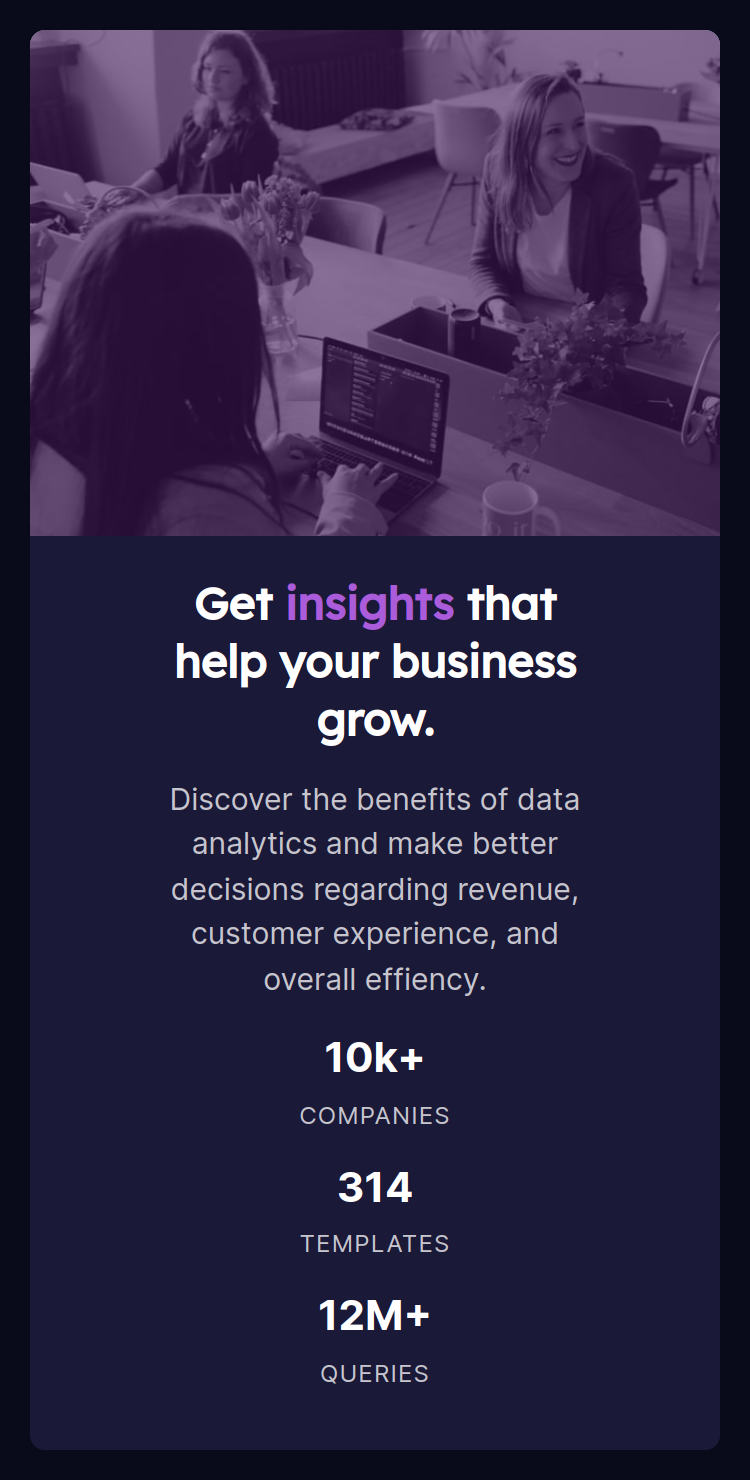 Get insights that
help your business
grow.
Discover the benefits of data
analytics and make better
decisions regarding revenue,
customer experience, and
overall effiency.
10k+
COMPANIES
314
TEMPLATES
12M+
QUERIES